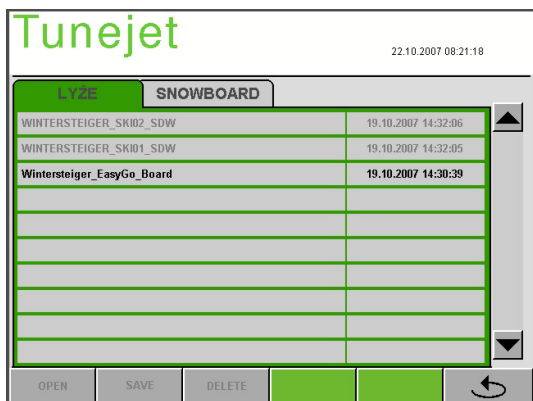 Tunejet
22.10.2007 08:21:18
LYŽE SNOWBOARD
WINTERSTEIGER_SKI02_SDW 19.10.2007 14:32:06
WINTERSTEIGER_SKI01_SDW 19.10.2007 14:32:05
Wintersteiger_EasyGo_Board 19.10.2007 14:30:39
OPEN SAVE DELETE